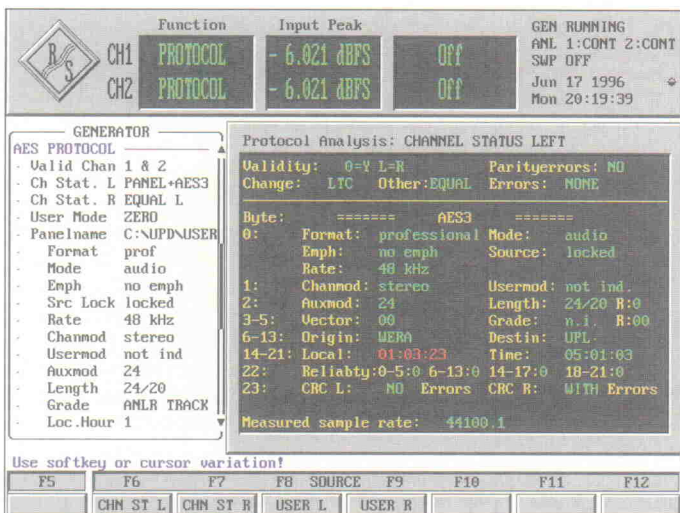 Function Input Peak
R S CH1 PROTOCOL - 6.021 dBFS Off
CH2 PROTOCOL - 6.021 dBFS Off
GEN RUNNING
ANL 1:CONT 2:CONT
SWP OFF
Jun 17 1996
Mon 20:19:39
GENERATOR
AES PROTOCOL
- Valid Chan 1 & 2
- Ch Stat. L PANEL+AES3
- Ch Stat. R EQUAL L
- User Mode ZERO
- Panelname C:\UPD\USER
- Format prof
- Mode audio
- Emph no emph
- Src Lock locked
- Rate 48 kHz
- Chanmod stereo
- Usermod not ind
- Auxmod 24
- Length 24/20
- Grade ANLR TRACK
- Loc.Hour 1
Protocol Analysis: CHANNEL STATUS LEFT
Validity: 0=Y L=R Parityerrors: NO
Change: LTC Other:EQUAL Errors: NONE
Byte: ======= AES3 =======
0: Format: professional Mode: audio
Emph: no emph Source: locked
Rate: 48 kHz
1: Chanmod: stereo Usermod: not ind.
2: Auxmod: 24 Length: 24/20 R:0
3-5: Vector: 00 Grade: n.i. R:00
6-13: Origin: WERA Destin: UPL-
14-21: Local: 01:03:23 Time: 05:01:03
22: Reliabty:0-5:0 6-13:0 14-17:0 18-21:0
23: CRC L: NO Errors CRC R: WITH Errors
Measured sample rate: 44100.1
Use softkey or cursor variation!
F5 F6 F7 F8 SOURCE F9 F10 F11 F12
CHN ST L CHN ST R USER L USER R